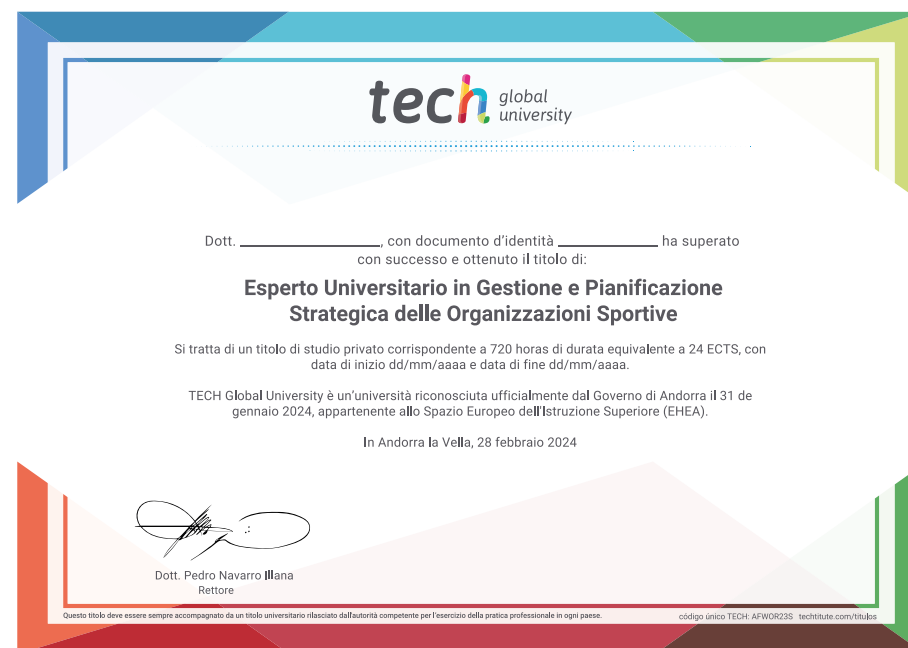 tech global university
Dott. __________________, con documento d'identità _____________ ha superato
con successo e ottenuto il titolo di:
Esperto Universitario in Gestione e Pianificazione
Strategica delle Organizzazioni Sportive
Si tratta di un titolo di studio privato corrispondente a 720 horas di durata equivalente a 24 ECTS, con
data di inizio dd/mm/aaaa e data di fine dd/mm/aaaa.
TECH Global University è un'università riconosciuta ufficialmente dal Governo di Andorra il 31 de
gennaio 2024, appartenente allo Spazio Europeo dell'Istruzione Superiore (EHEA).
In Andorra la Vella, 28 febbraio 2024
Dott. Pedro Navarro Illana
Rettore
Questo titolo deve essere sempre accompagnato da un titolo universitario rilasciato dall'autorità competente per l'esercizio della pratica professionale in ogni paese.
código único TECH: AFWOR23S techtitute.com/titulos